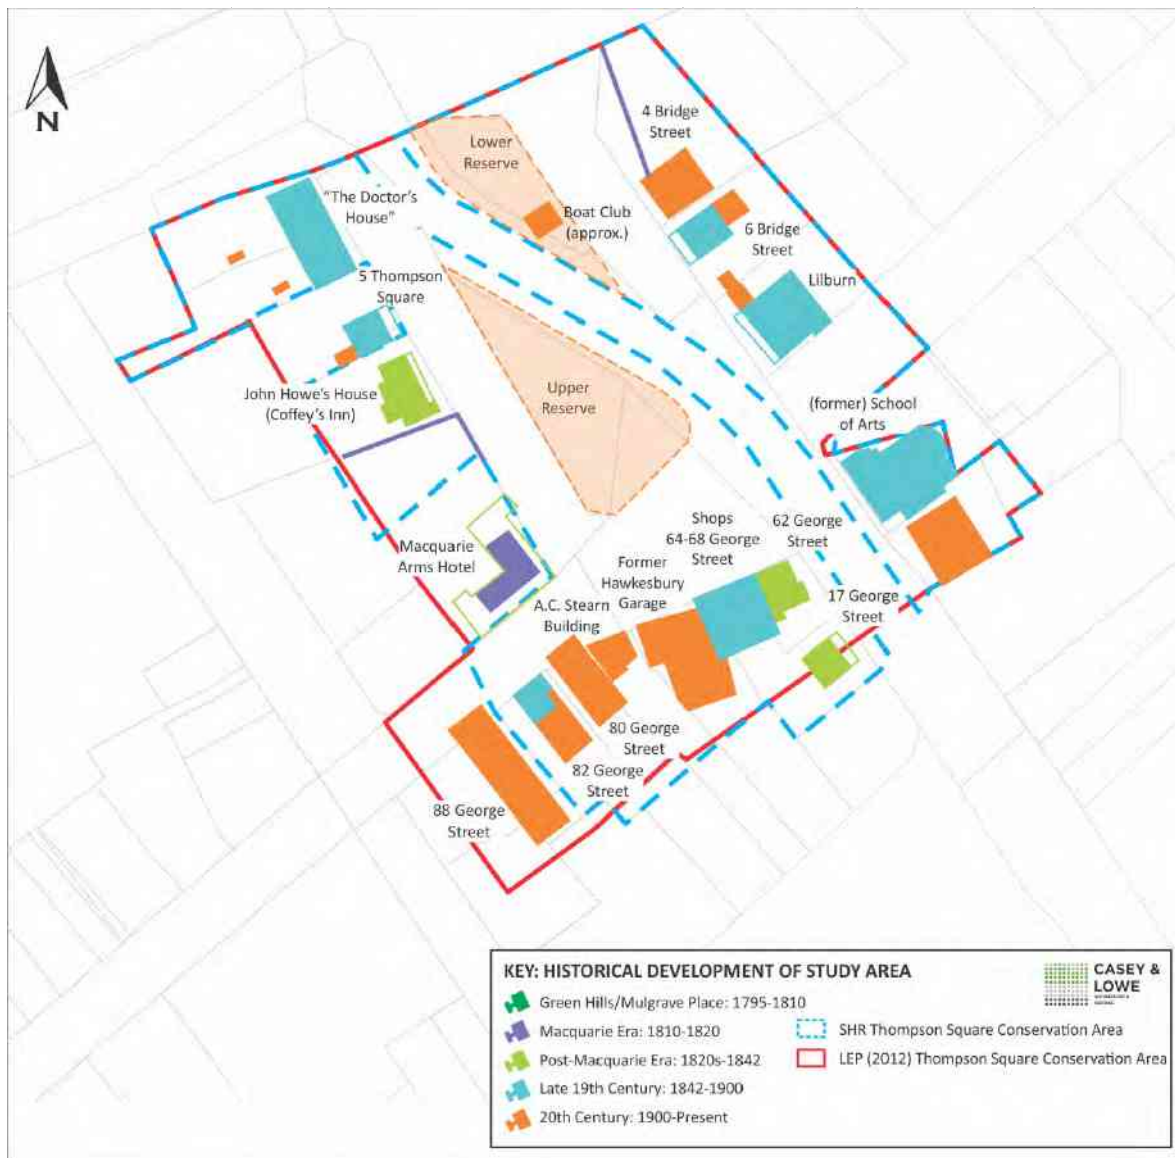 N
Lower
Reserve
4 Bridge
Street
"The Doctor's
House"
Boat Club
(approx.)
6 Bridge
Street
Lilburn
5 Thompson
Square
John Howe's House
(Coffey's Inn)
Upper
Reserve
(former) School
of Arts
Macquarie
Arms Hotel
Shops
64-68 George
Street
62 George
Street
Former
Hawkesbury
Garage
A.C. Stearn
Building
17 George
Street
80 George
Street
82 George
Street
88 George
Street
KEY: HISTORICAL DEVELOPMENT OF STUDY AREA
CASEY &
LOWE
Green Hills/Mulgrave Place: 1795-1810
Macquarie Era: 1810-1820
Post-Macquarie Era: 1820s-1842
Late 19th Century: 1842-1900
20th Century: 1900-Present
SHR Thompson Square Conservation Area
LEP (2012) Thompson Square Conservation Area